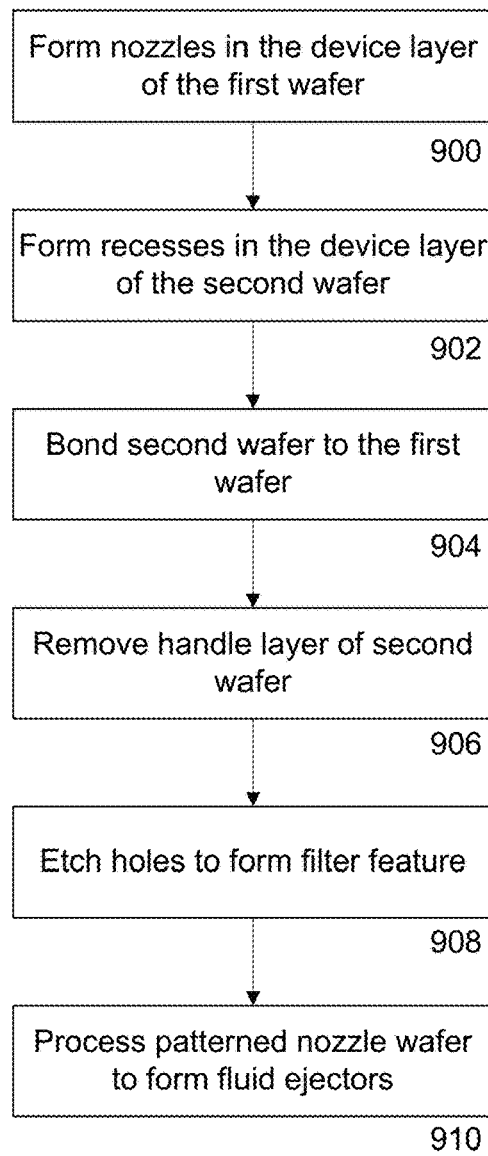 Form nozzles in the device layer
of the first wafer
900
Form recesses in the device layer
of the second wafer
902
Bond second wafer to the first
wafer
904
Remove handle layer of second
wafer
906
Etch holes to form filter feature
908
Process patterned nozzle wafer
to form fluid ejectors
910